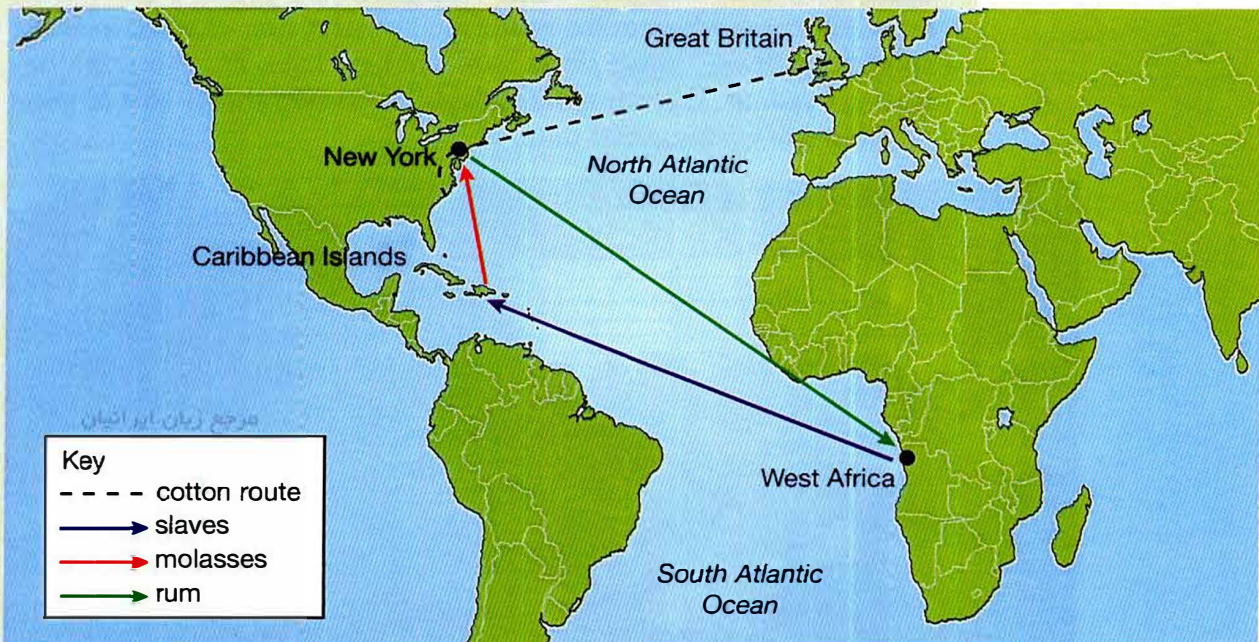 Great Britain
New York
North Atlantic
Ocean
Caribbean Islands
مرجع زبان ایرانیان
Key
cotton route
slaves
molasses
rum
West Africa
South Atlantic
Ocean